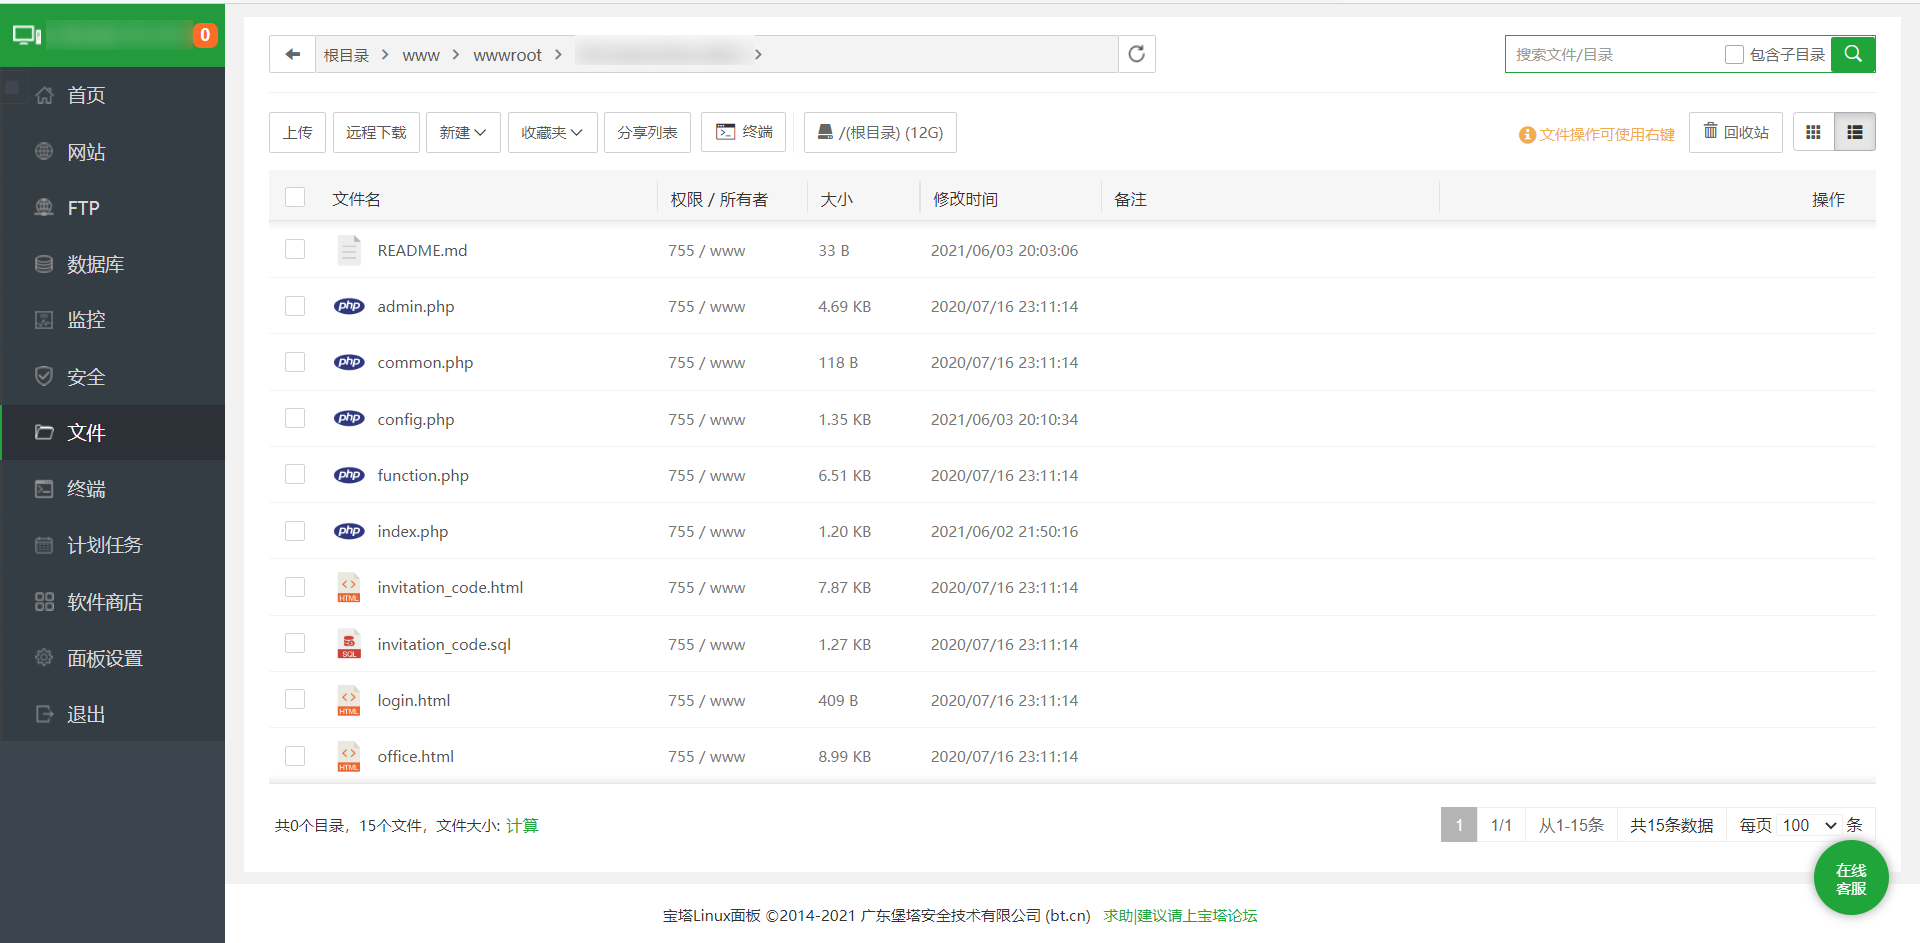 0
首页
网站
FTP
数据库
监控
安全
文件
终端
计划任务
软件商店
面板设置
退出
根目录 > www > wwwroot > >
搜索文件/目录 包含子目录
上传 远程下载 新建 收藏夹 分享列表 终端 /(根目录) (12G) 文件操作可使用右键 回收站
文件名 权限 / 所有者 大小 修改时间 备注 操作
README.md 755 / www 33 B 2021/06/03 20:03:06
php admin.php 755 / www 4.69 KB 2020/07/16 23:11:14
php common.php 755 / www 118 B 2020/07/16 23:11:14
php config.php 755 / www 1.35 KB 2021/06/03 20:10:34
php function.php 755 / www 6.51 KB 2020/07/16 23:11:14
php index.php 755 / www 1.20 KB 2021/06/02 21:50:16
HTML invitation_code.html 755 / www 7.87 KB 2020/07/16 23:11:14
SQL invitation_code.sql 755 / www 1.27 KB 2020/07/16 23:11:14
HTML login.html 755 / www 409 B 2020/07/16 23:11:14
HTML office.html 755 / www 8.99 KB 2020/07/16 23:11:14
共0个目录，15个文件，文件大小: 计算 1 1/1 从1-15条 共15条数据 每页 100 条
在线
客服
宝塔Linux面板 ©2014-2021 广东堡塔安全技术有限公司 (bt.cn) 求助|建议请上宝塔论坛